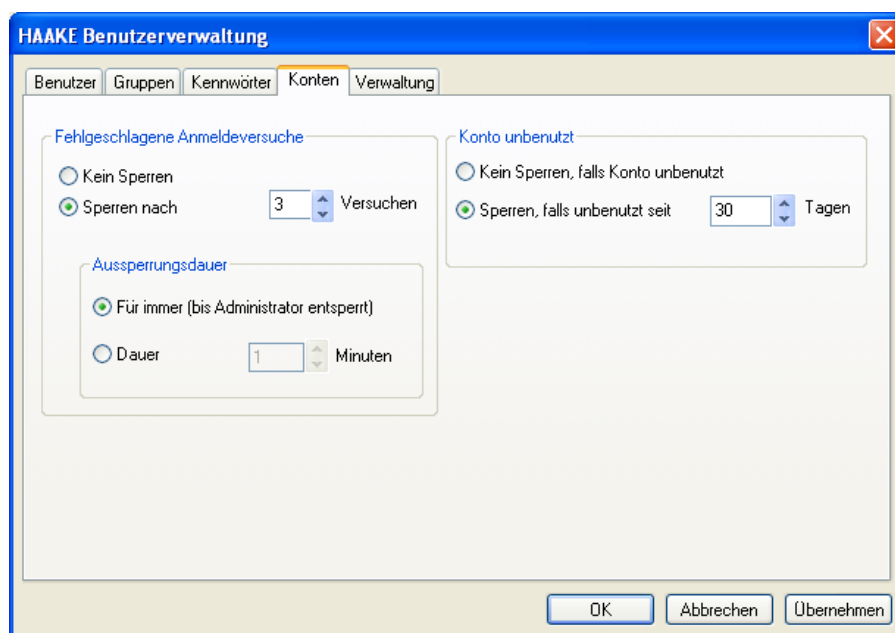 HAAKE Benutzerverwaltung
Benutzer Gruppen Kennwörter Konten Verwaltung
Fehlgeschlagene Anmeldeversuche
Kein Sperren
Sperren nach 3 Versuchen
Aussperrungsdauer
Für immer (bis Administrator entsperrt)
Dauer 1 Minuten
Konto unbenutzt
Kein Sperren, falls Konto unbenutzt
Sperren, falls unbenutzt seit 30 Tagen
OK Abbrechen Übernehmen